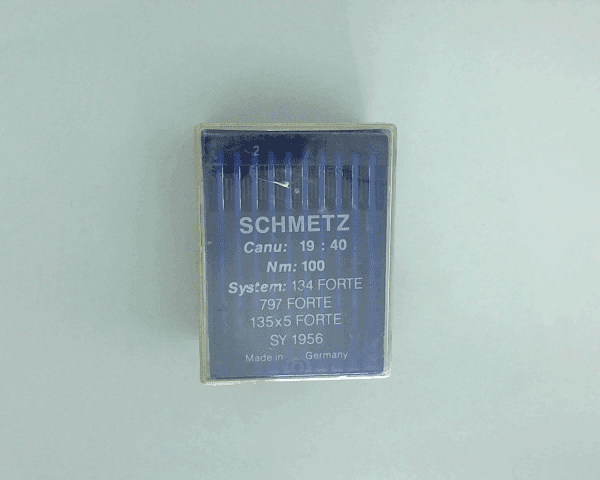 2
SCHMETZ
Canu: 19 : 40
Nm: 100
System: 134 FORTE
797 FORTE
135x5 FORTE
SY 1956
Made in Germany